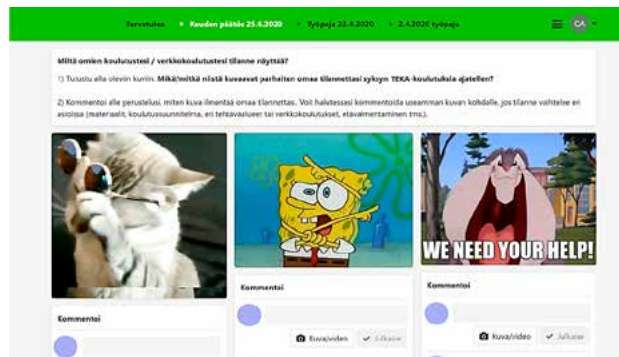 Tervetuloa • Kauden päätös 25.6.2020 • Työpaja 23.4.2020 • 2.4.2020 työpaja CA
Miltä omien koulutustesi / verkkokoulutustesi tilanne näyttää?
1) Tutustu alla oleviin kuviin. Mikä/mitkä niistä kuvaavat parhaiten omaa tilannettasi syksyn TEKA-koulutuksia ajatellen?
2) Kommentoi alle perustelusi, miten kuva ilmentää omaa tilannettasi. Voit halutessasi kommentoida useamman kuvan kohdalle, jos tilanne vaihtelee eri
asioissa (materiaalit, koulutussuunnitelma, eri tehtäväalueet tai verkkokoulutukset, etävalmentaminen tms.).
WE NEED YOUR HELP!
Kommentoi
Kommentoi
Kommentoi
Kuva/video
Julkaise
Kuva/video
Julkaise